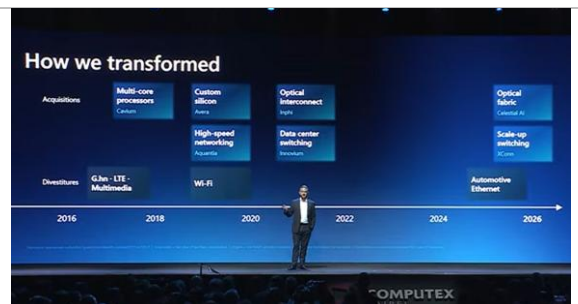 How we transformed
Acquisitions
Multi-core
processors
Cavium
Custom
silicon
Avera
Optical
interconnect
Inphi
Optical
fabric
Celestial AI
High-speed
networking
Aquantia
Data center
switching
Innovium
Scale-up
switching
XConn
Divestitures
G.hn - LTE -
Multimedia
Wi-Fi
Automotive
Ethernet
2016
2018
2020
2022
2024
2026
COMPUTEX